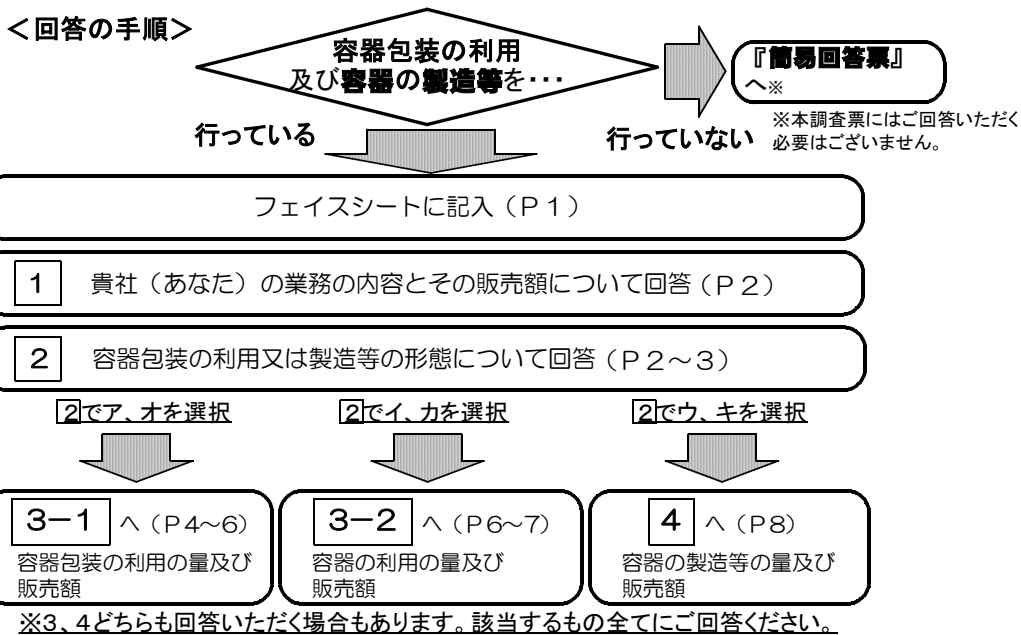 ＜回答の手順＞
容器包装の利用
及び容器の製造等を・・・
『簡易回答票』
へ※
※本調査票にはご回答いただく
必要はございません。
行っている
行っていない
フェイスシートに記入（Ｐ１）
１ 貴社（あなた）の業務の内容とその販売額について回答（Ｐ２）
２ 容器包装の利用又は製造等の形態について回答（Ｐ２～３）
２でア、オを選択
２でイ、カを選択
２でウ、キを選択
３－１ へ（Ｐ４～６）
容器包装の利用の量及び
販売額
３－２ へ（Ｐ６～７）
容器の利用の量及び
販売額
４ へ（Ｐ８）
容器の製造等の量及び
販売額
※３、４どちらも回答いただく場合もあります。該当するもの全てにご回答ください。